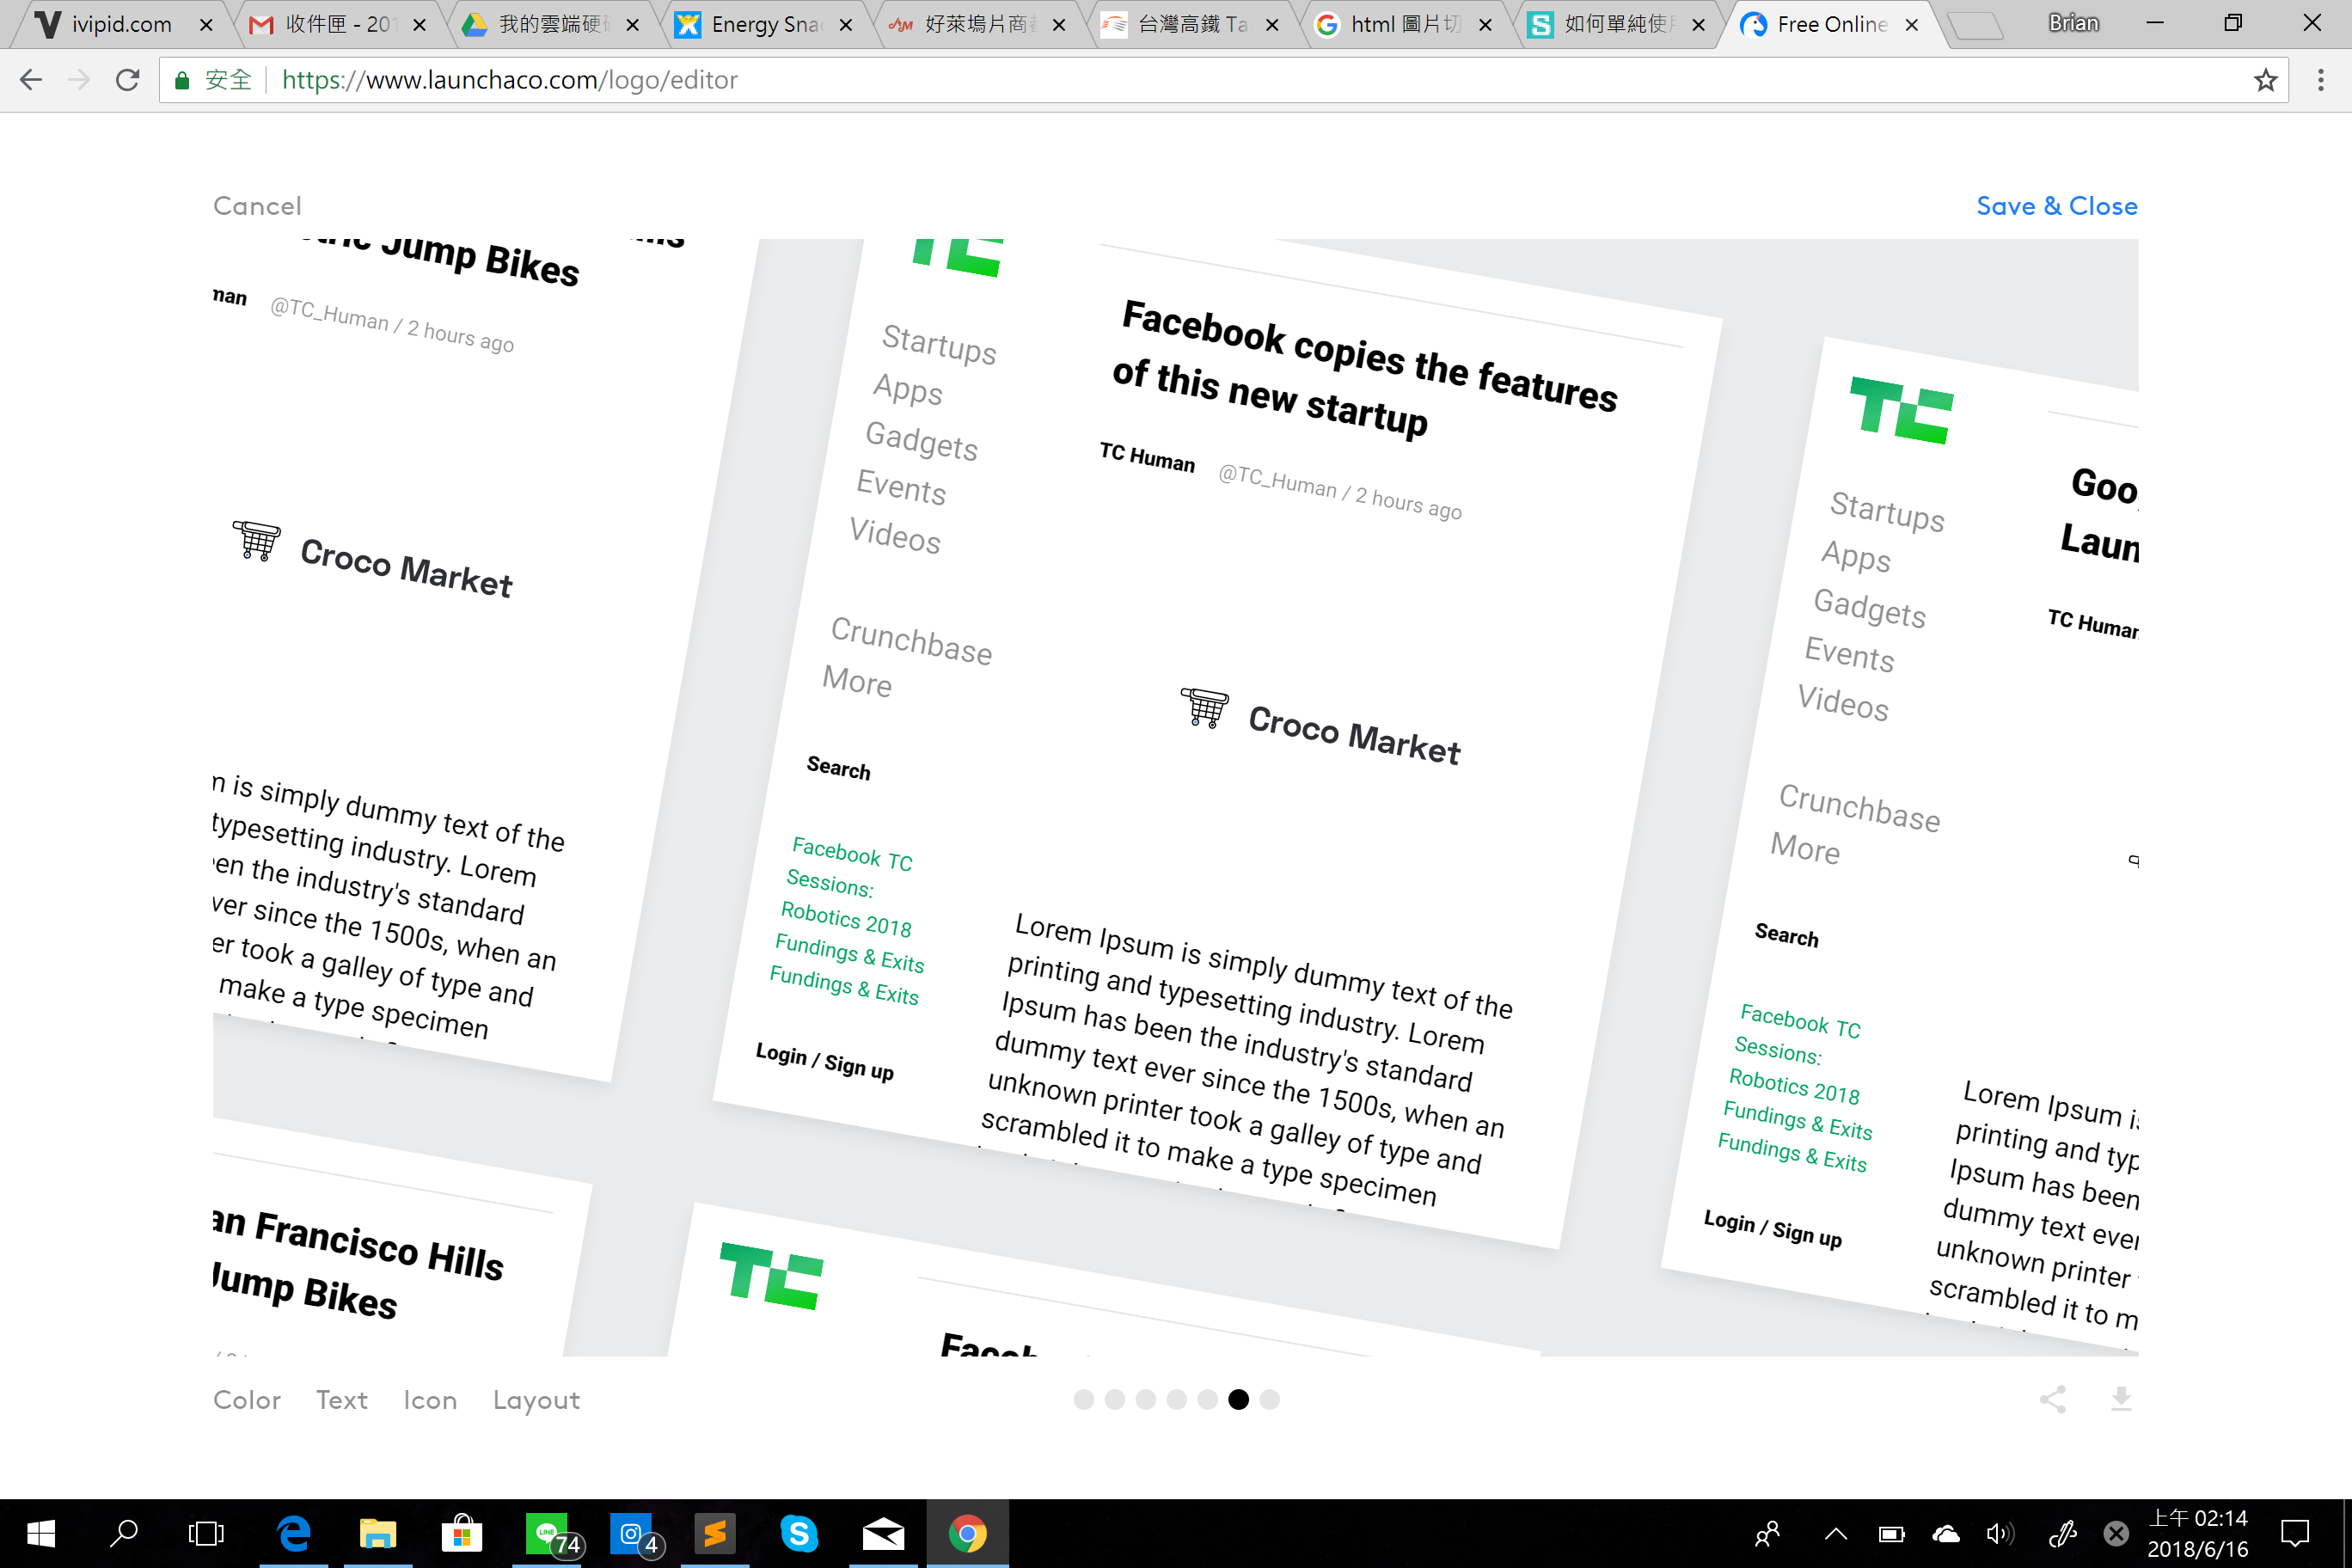 ivipid.com
收件匣 - 201
我的雲端硬
Energy Sna
好萊塢片商
台灣高鐵 Ta
html 圖片切
如何單純使用
Free Online
Brian
安全
https://www.launchaco.com/logo/editor
Cancel
Save & Close
Jump Bikes
@TC_Human / 2 hours ago
Croco Market
is simply dummy text of the
typesetting industry. Lorem
the industry's standard
since the 1500s, when an
took a galley of type and
make a type specimen
Startups
Apps
Gadgets
Events
Videos
Crunchbase
More
Search
Facebook TC
Sessions:
Robotics 2018
Fundings & Exits
Fundings & Exits
Login / Sign up
Facebook copies the features
of this new startup
TC Human @TC_Human / 2 hours ago
Croco Market
Lorem Ipsum is simply dummy text of the
printing and typesetting industry. Lorem
Ipsum has been the industry's standard
dummy text ever since the 1500s, when an
unknown printer took a galley of type and
scrambled it to make a type specimen
TC
Startups
Apps
Gadgets
Events
Videos
Crunchbase
More
Search
Facebook TC
Sessions:
Robotics 2018
Fundings & Exits
Fundings & Exits
Login / Sign up
Goo
Laun
TC Human
Lorem Ipsum is
printing and typ
Ipsum has been
dummy text ever
unknown printer
scrambled it to m
an Francisco Hills
Jump Bikes
TC
Color
Text
Icon
Layout
74
4
上午 02:14
2018/6/16